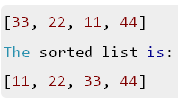 [33, 22, 11, 44]
The sorted list is:
[11, 22, 33, 44]